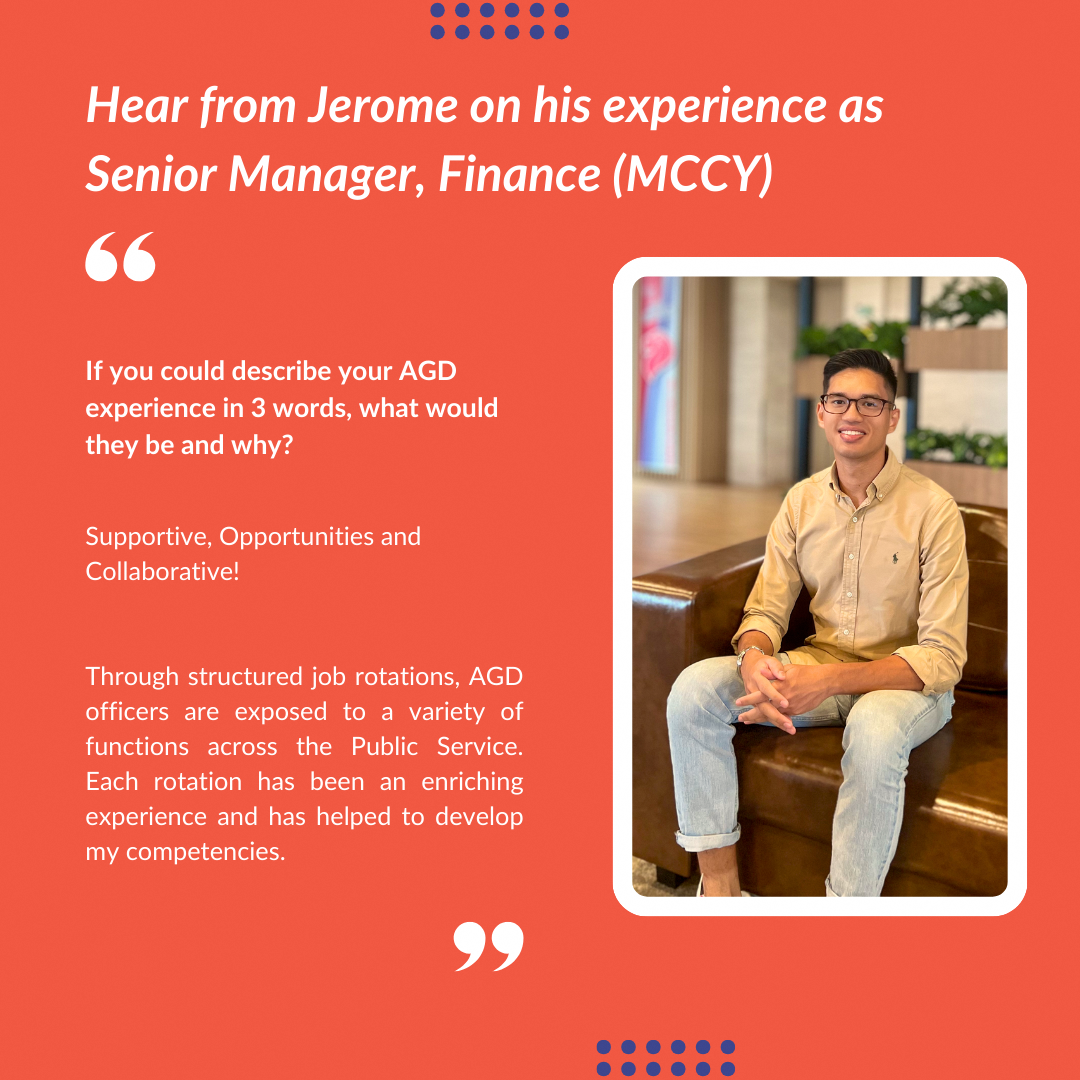 Hear from Jerome on his experience as
Senior Manager, Finance (MCCY)
“
If you could describe your AGD
experience in 3 words, what would
they be and why?
Supportive, Opportunities and
Collaborative!
Through structured job rotations, AGD
officers are exposed to a variety of
functions across the Public Service.
Each rotation has been an enriching
experience and has helped to develop
my competencies.
”